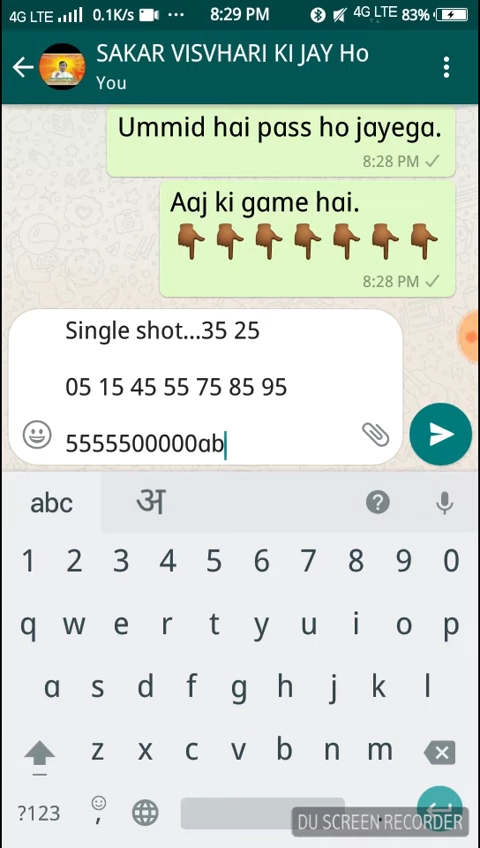 4G LTE 0.1K/s 8:29 PM 4G LTE 83%
SAKAR VISVHARI KI JAY Ho
You
Ummid hai pass ho jayega.
8:28 PM
Aaj ki game hai.
8:28 PM
Single shot...35 25
05 15 45 55 75 85 95
5555500000ab
abc अ ?
1 2 3 4 5 6 7 8 9 0
q w e r t y u i o p
a s d f g h j k l
z x c v b n m
?123 , .
DU SCREEN RECORDER